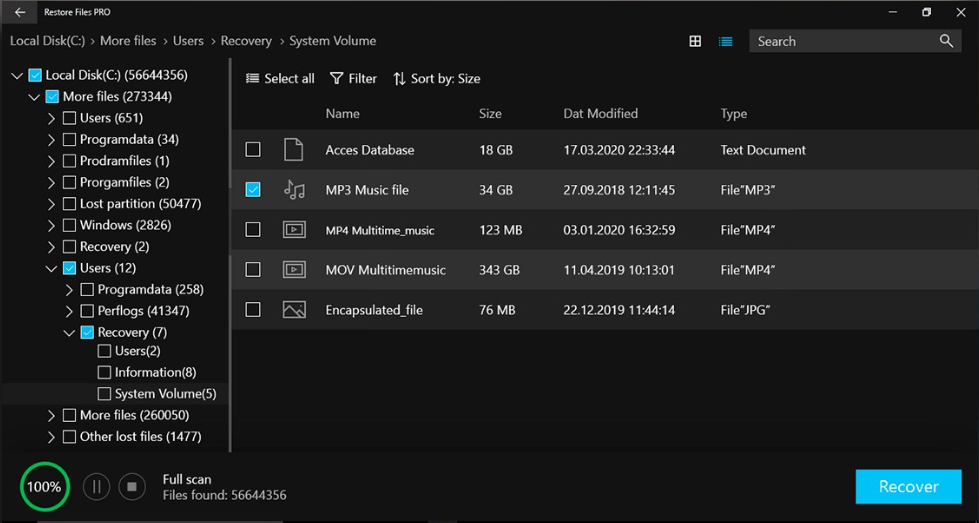 Restore Files PRO
Local Disk(C:) > More files > Users > Recovery > System Volume
Search
Local Disk(C:) (56644356)
More files (273344)
Users (651)
Programdata (34)
Prodramfiles (1)
Prorgamfiles (2)
Lost partition (50477)
Windows (2826)
Recovery (2)
Users (12)
Programdata (258)
Perflogs (41347)
Recovery (7)
Users(2)
Information(8)
System Volume(5)
More files (260050)
Other lost files (1477)
Select all Filter Sort by: Size
Name Size Dat Modified Type
Acces Database 18 GB 17.03.2020 22:33:44 Text Document
MP3 Music file 34 GB 27.09.2018 12:11:45 File"MP3"
MP4 Multitime_music 123 MB 03.01.2020 16:32:59 File"MP4"
MOV Multitimemusic 343 GB 11.04.2019 10:13:01 File"MP4"
Encapsulated_file 76 MB 22.12.2019 11:44:14 File"JPG"
100%
Full scan
Files found: 56644356
Recover